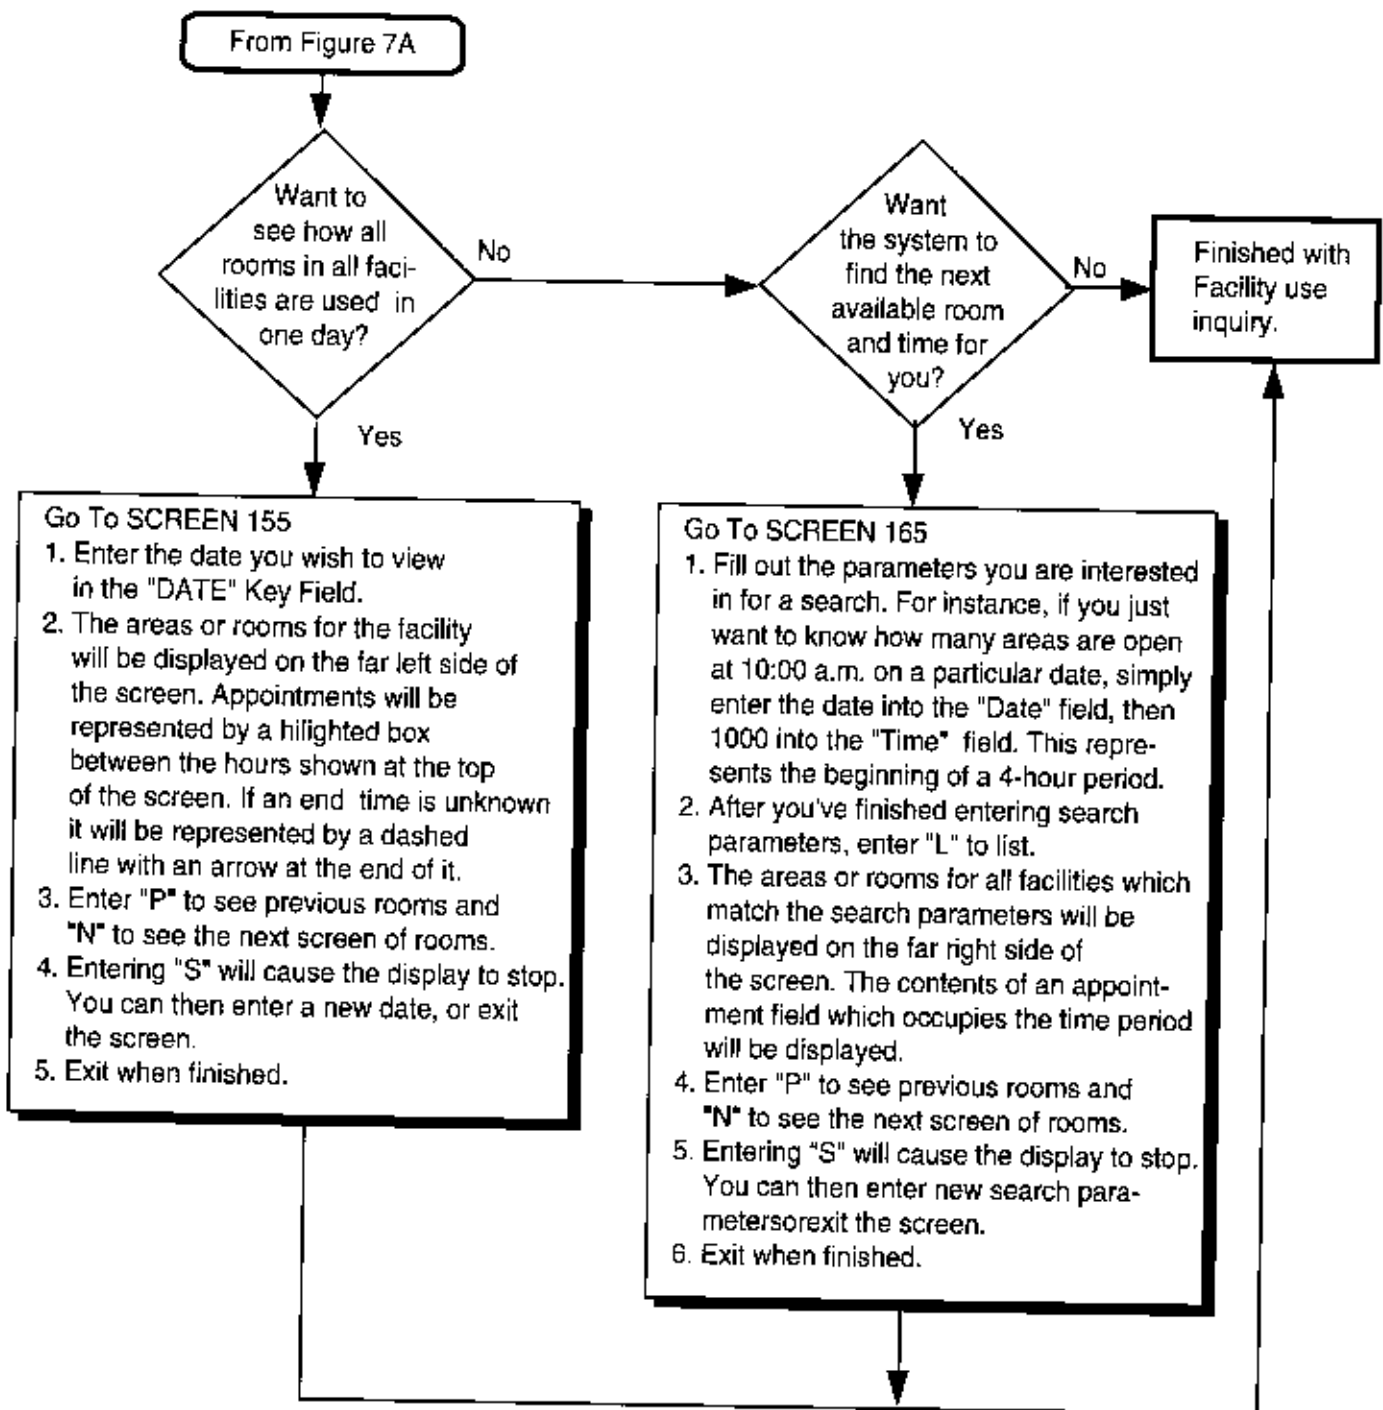 From Figure 7A
Want to
see how all
rooms in all faci-
lities are used in
one day?
No
Yes
Want
the system to
find the next
available room
and time for
you?
No
Yes
Finished with
Facility use
inquiry.
Go To SCREEN 155
1. Enter the date you wish to view
in the "DATE" Key Field.
2. The areas or rooms for the facility
will be displayed on the far left side of
the screen. Appointments will be
represented by a hilighted box
between the hours shown at the top
of the screen. If an end time is unknown
it will be represented by a dashed
line with an arrow at the end of it.
3. Enter "P" to see previous rooms and
"N" to see the next screen of rooms.
4. Entering "S" will cause the display to stop.
You can then enter a new date, or exit
the screen.
5. Exit when finished.
Go To SCREEN 165
1. Fill out the parameters you are interested
in for a search. For instance, if you just
want to know how many areas are open
at 10:00 a.m. on a particular date, simply
enter the date into the "Date" field, then
1000 into the "Time" field. This repre-
sents the beginning of a 4-hour period.
2. After you've finished entering search
parameters, enter "L" to list.
3. The areas or rooms for all facilities which
match the search parameters will be
displayed on the far right side of
the screen. The contents of an appoint-
ment field which occupies the time period
will be displayed.
4. Enter "P" to see previous rooms and
"N" to see the next screen of rooms.
5. Entering "S" will cause the display to stop.
You can then enter new search para-
metersorexit the screen.
6. Exit when finished.